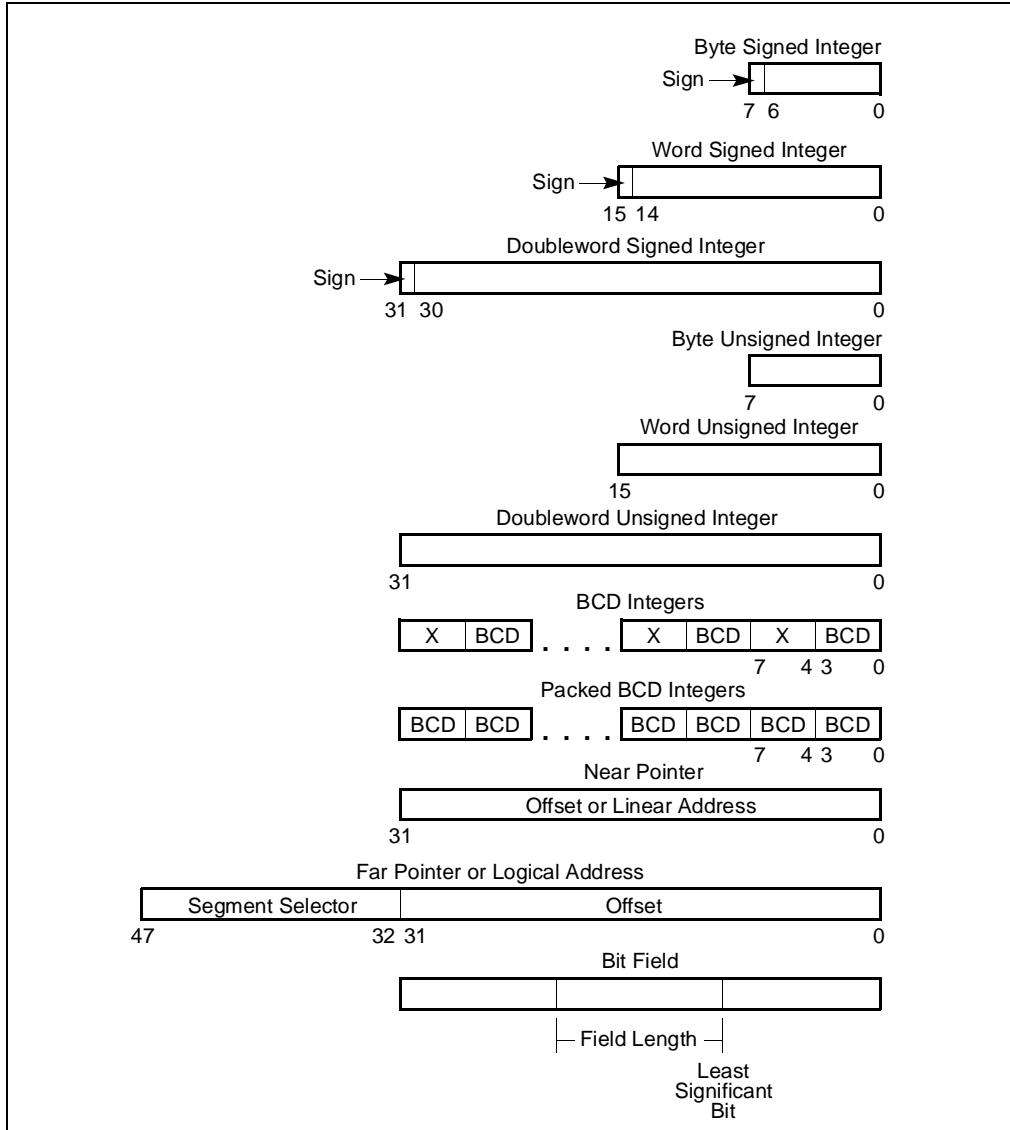 Byte Signed Integer
Sign
7 6 0
Word Signed Integer
Sign
15 14 0
Doubleword Signed Integer
Sign
31 30 0
Byte Unsigned Integer
7 0
Word Unsigned Integer
15 0
Doubleword Unsigned Integer
31 0
BCD Integers
X BCD . . . . X BCD X BCD
7 4 3 0
Packed BCD Integers
BCD BCD . . . . BCD BCD BCD BCD
7 4 3 0
Near Pointer
Offset or Linear Address
31 0
Far Pointer or Logical Address
Segment Selector Offset
47 32 31 0
Bit Field
Field Length
Least
Significant
Bit